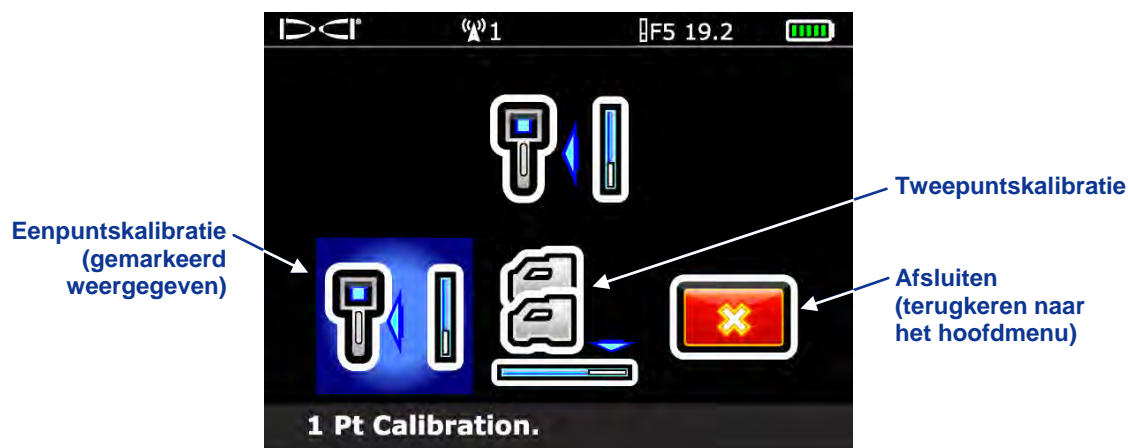 DCI
1
F5 19.2
Eenpuntskalibratie
(gemarkeerd
weergegeven)
Tweepuntskalibratie
Afsluiten
(terugkeren naar
het hoofdmenu)
1 Pt Calibration.